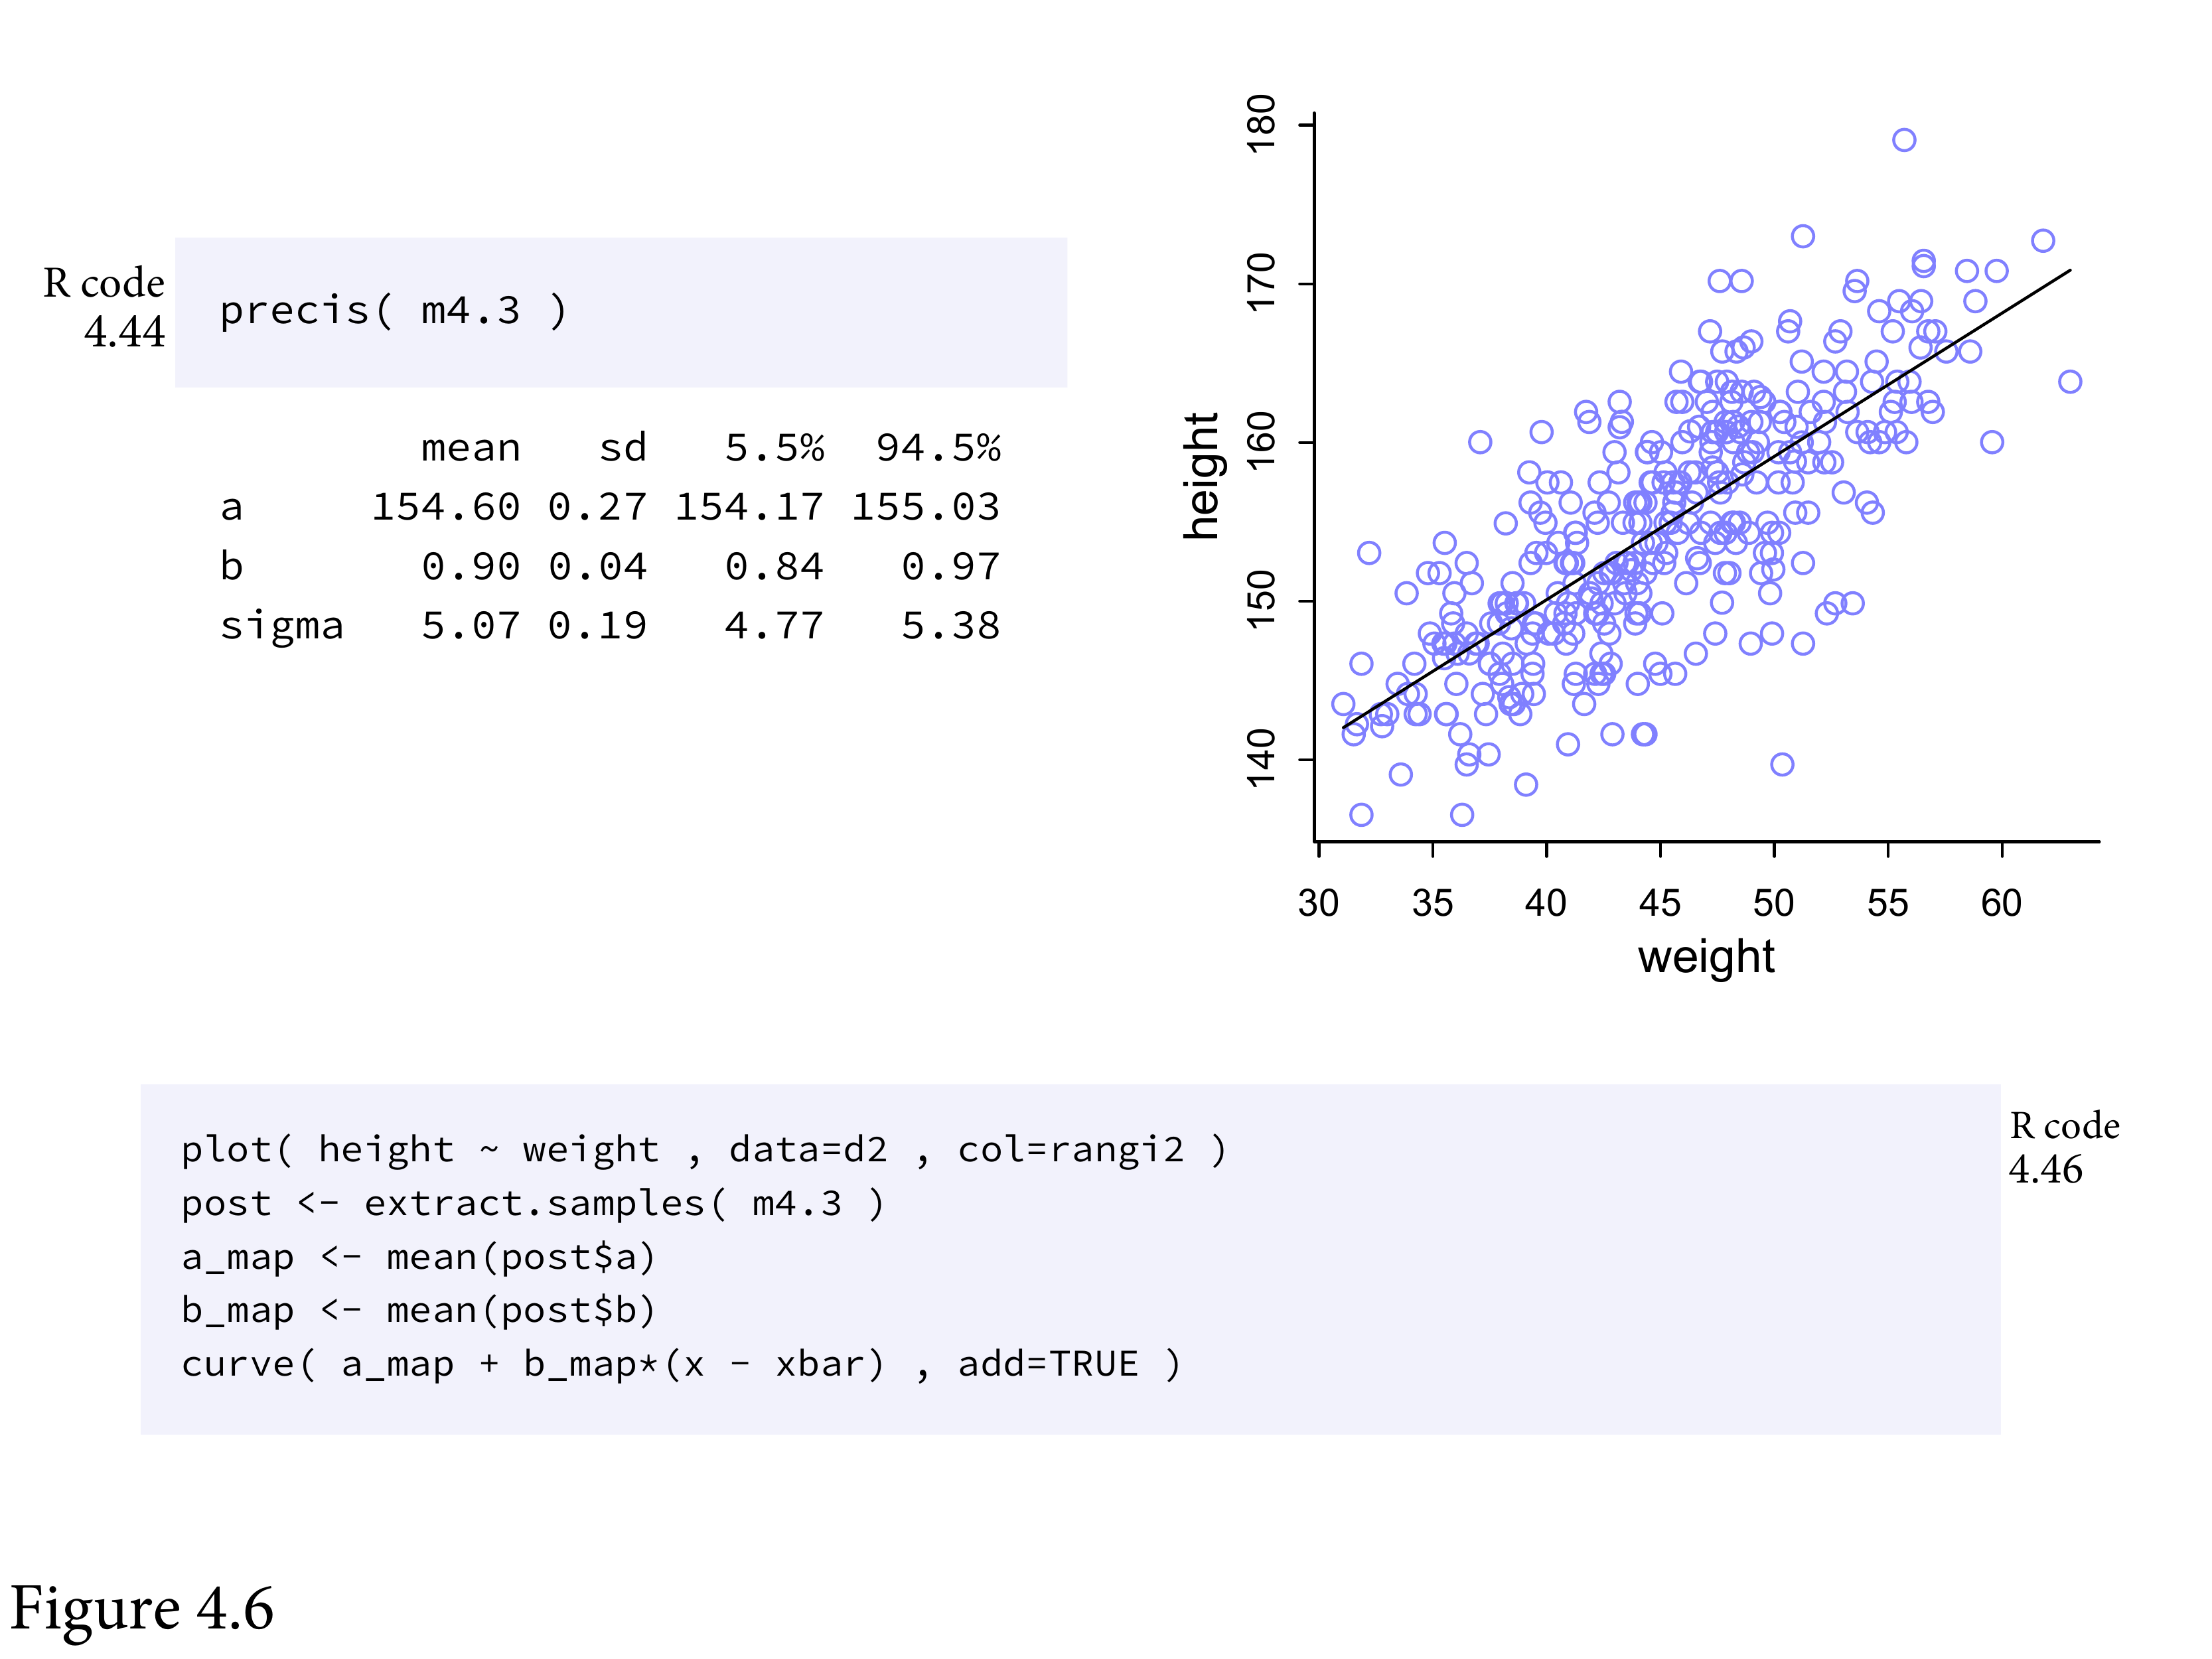 R code
4.44
precis( m4.3 )
mean sd 5.5% 94.5%
a 154.60 0.27 154.17 155.03
b 0.90 0.04 0.84 0.97
sigma 5.07 0.19 4.77 5.38
height
180
170
160
150
140
30 35 40 45 50 55 60
weight
R code
4.46
plot( height ~ weight , data=d2 , col=rangi2 )
post <- extract.samples( m4.3 )
a_map <- mean(post$a)
b_map <- mean(post$b)
curve( a_map + b_map*(x - xbar) , add=TRUE )
Figure 4.6